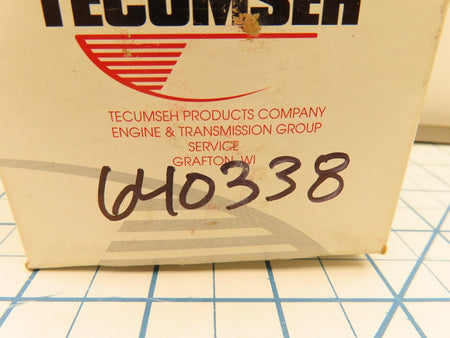 TECUMSEH
TECUMSEH PRODUCTS COMPANY
ENGINE & TRANSMISSION GROUP
SERVICE
GRAFTON, WI
640338